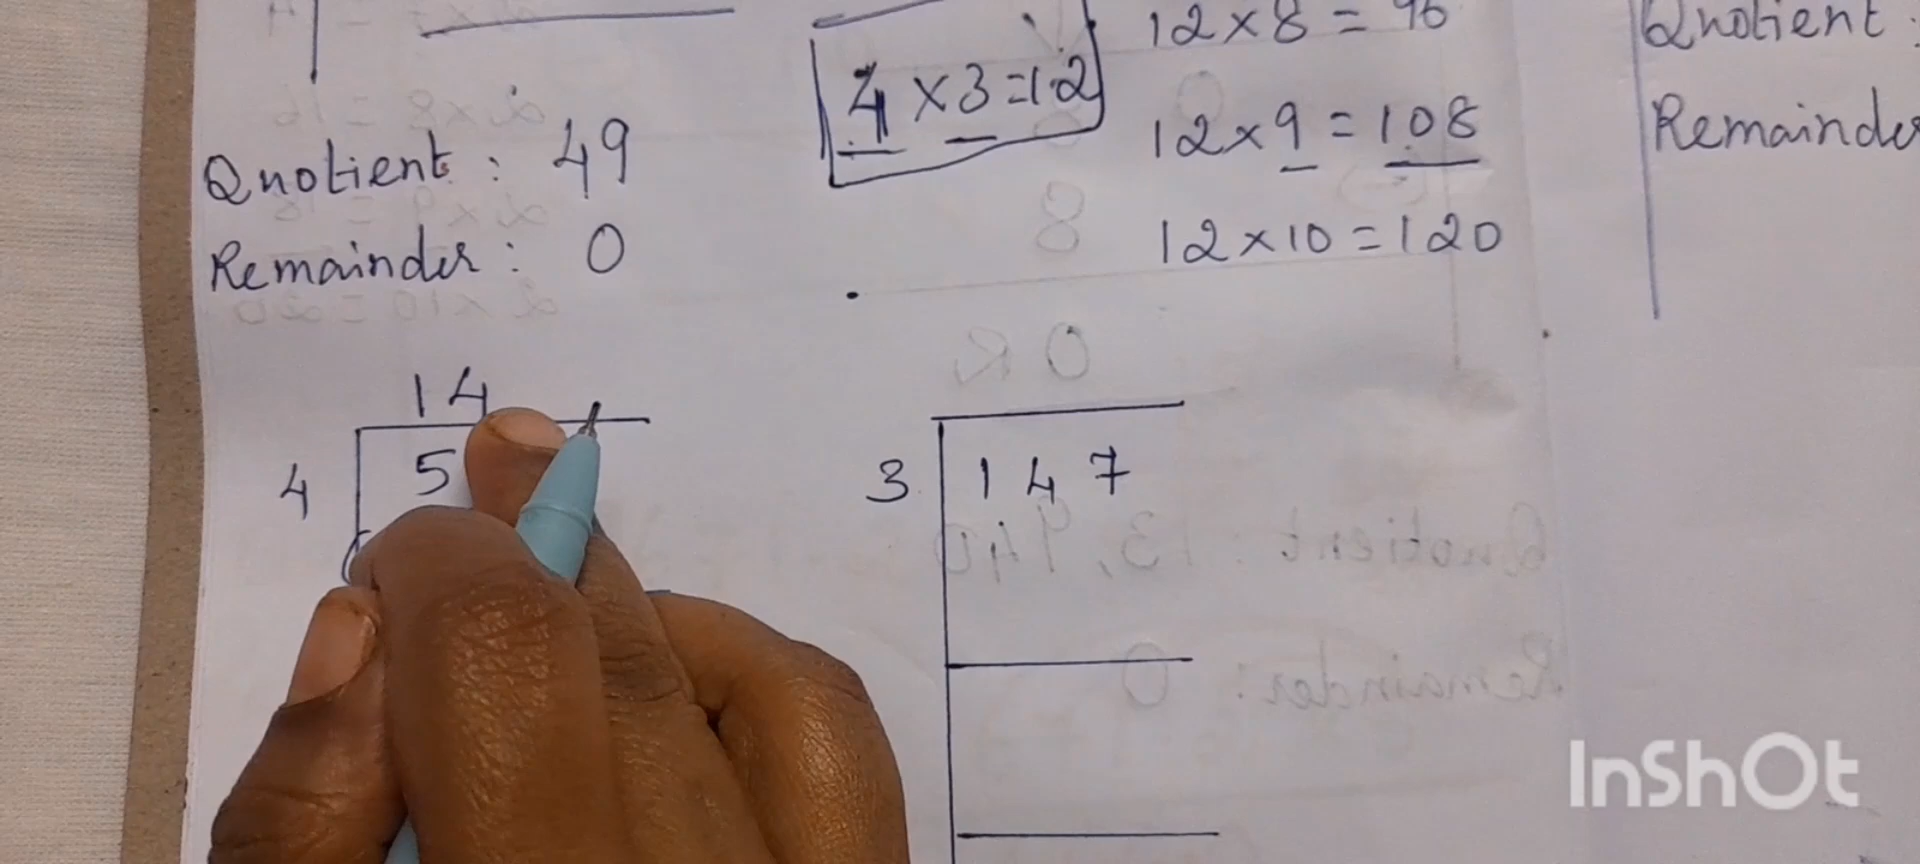 Quotient : 49
Remainder : 0
4 × 3 = 12
12 × 8 = 96
12 × 9 = 108
12 × 10 = 120
Quotient :
Remainder
14
4 5
3 147
InShOt